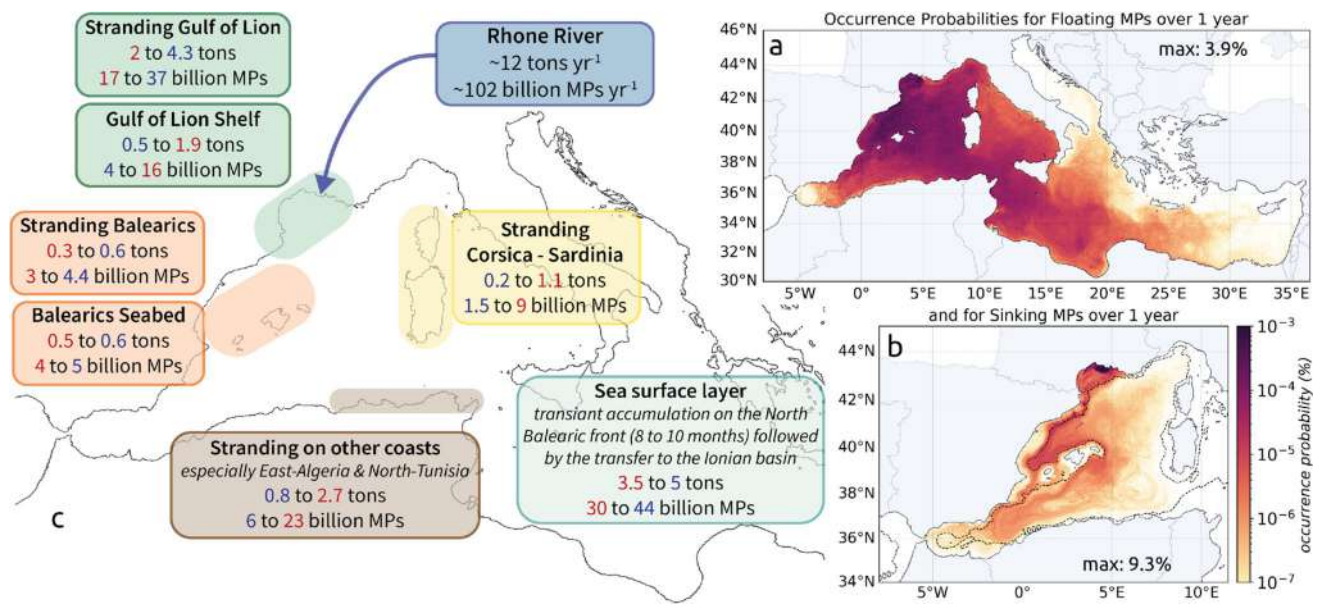 Stranding Gulf of Lion
2 to 4.3 tons
17 to 37 billion MPs
Gulf of Lion Shelf
0.5 to 1.9 tons
4 to 16 billion MPs
Rhone River
~12 tons yr⁻¹
~102 billion MPs yr⁻¹
Stranding Balearics
0.3 to 0.6 tons
3 to 4.4 billion MPs
Balearics Seabed
0.5 to 0.6 tons
4 to 5 billion MPs
Stranding
Corsica - Sardinia
0.2 to 1.1 tons
1.5 to 9 billion MPs
Stranding on other coasts
especially East-Algeria & North-Tunisia
0.8 to 2.7 tons
6 to 23 billion MPs
Sea surface layer
transiant accumulation on the North
Balearic front (8 to 10 months) followed
by the transfer to the Ionian basin
3.5 to 5 tons
30 to 44 billion MPs
c
Occurrence Probabilities for Floating MPs over 1 year
a
max: 3.9%
46°N
44°N
42°N
40°N
38°N
36°N
34°N
32°N
30°N
5°W 0° 5°E 10°E 15°E 20°E 25°E 30°E 35°E
and for Sinking MPs over 1 year
b
max: 9.3%
44°N
42°N
40°N
38°N
36°N
34°N
5°W 0° 5°E 10°E
10⁻³
10⁻⁴
10⁻⁵
10⁻⁶
10⁻⁷
occurrence probability (%)